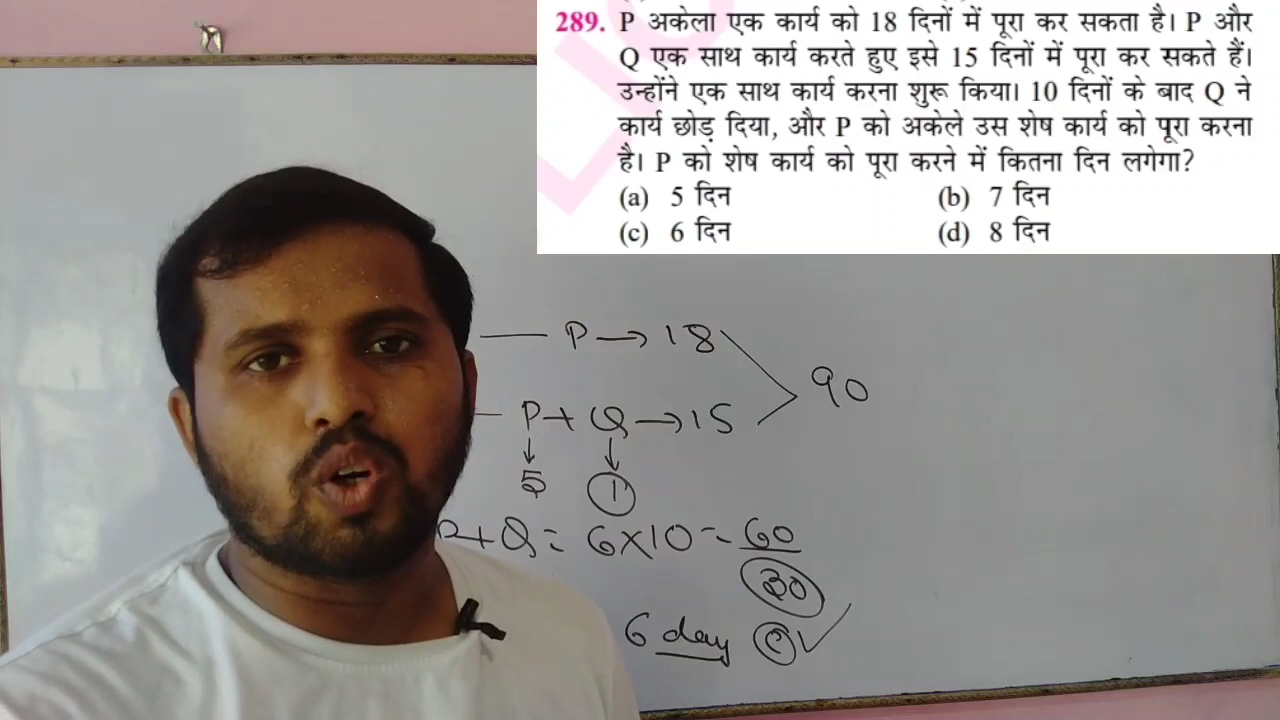 289. P अकेला एक कार्य को 18 दिनों में पूरा कर सकता है। P और
Q एक साथ कार्य करते हुए इसे 15 दिनों में पूरा कर सकते हैं।
उन्होंने एक साथ कार्य करना शुरू किया। 10 दिनों के बाद Q ने
कार्य छोड़ दिया, और P को अकेले उस शेष कार्य को पूरा करना
है। P को शेष कार्य को पूरा करने में कितना दिन लगेगा?
(a) 5 दिन (b) 7 दिन
(c) 6 दिन (d) 8 दिन
P → 18
90
P + Q → 15
↓ ↓
5 1
P+Q = 6×10 = 60
30
6 day